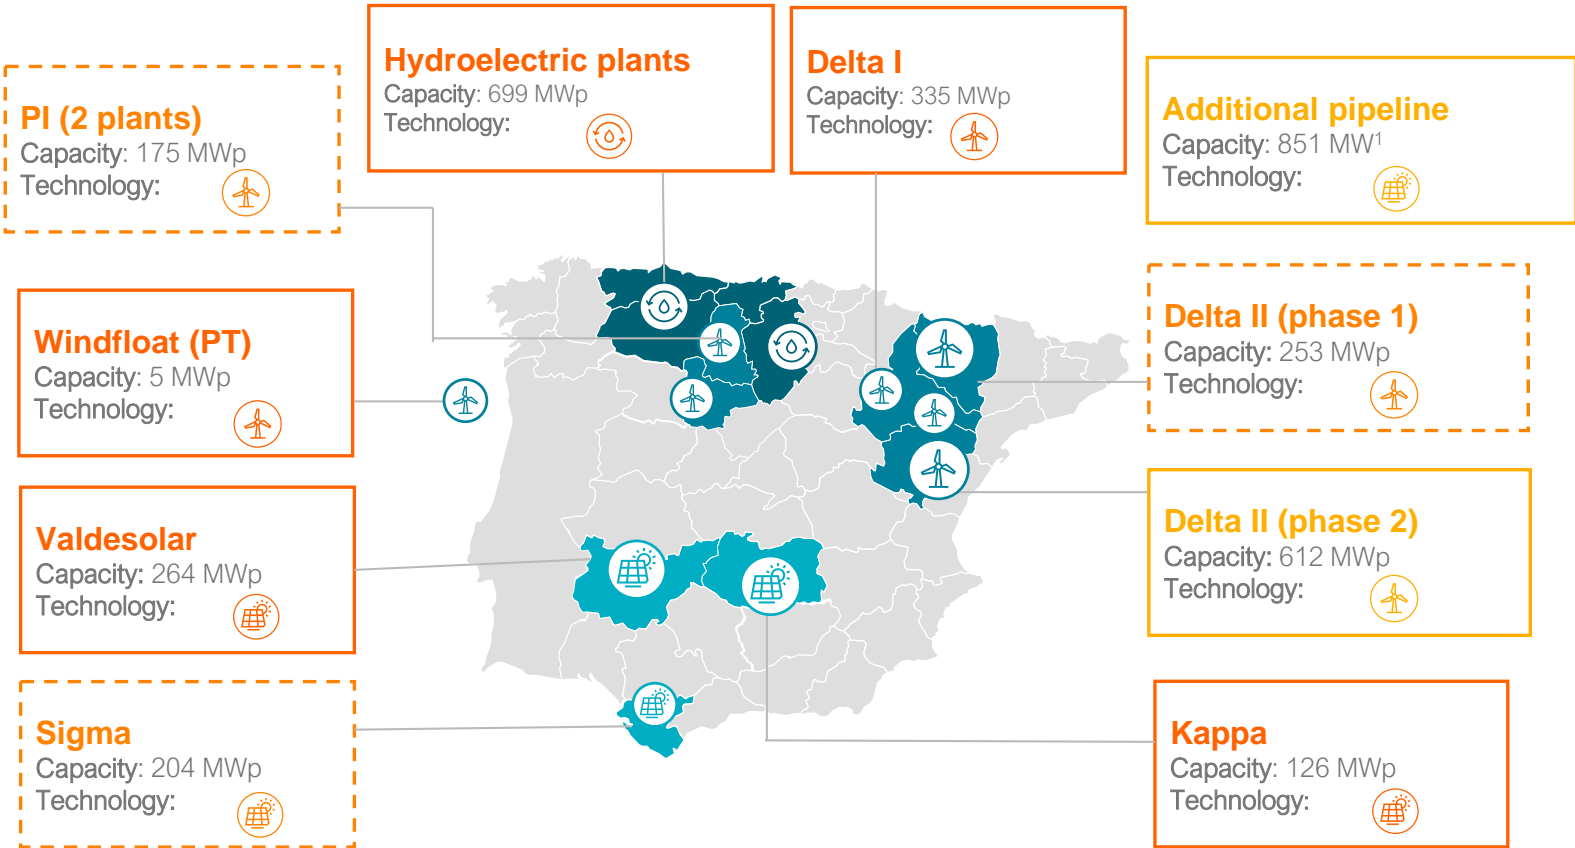 Hydroelectric plants
Capacity: 699 MWp
Technology:
Delta I
Capacity: 335 MWp
Technology:
PI (2 plants)
Capacity: 175 MWp
Technology:
Additional pipeline
Capacity: 851 MW¹
Technology:
Windfloat (PT)
Capacity: 5 MWp
Technology:
Delta II (phase 1)
Capacity: 253 MWp
Technology:
Valdesolar
Capacity: 264 MWp
Technology:
Delta II (phase 2)
Capacity: 612 MWp
Technology:
Sigma
Capacity: 204 MWp
Technology:
Kappa
Capacity: 126 MWp
Technology: